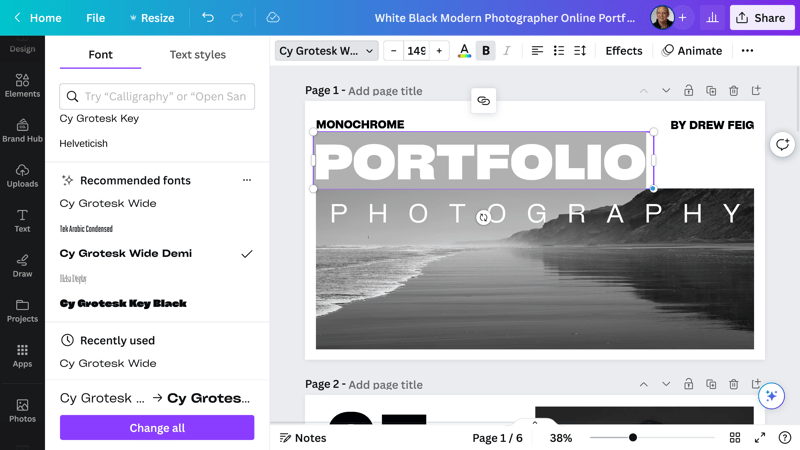 Home
File
Resize
White Black Modern Photographer Online Portf...
Share
Design
Elements
Brand Hub
Uploads
Text
Draw
Projects
Apps
Photos
Font
Text styles
Try “Calligraphy” or “Open San
Cy Grotesk Key
Helveticish
Recommended fonts
Cy Grotesk Wide
Tek Arabic Condensed
Cy Grotesk Wide Demi
Cy Grotesk Key Black
Recently used
Cy Grotesk Wide
Cy Grotesk ... → Cy Grotes...
Change all
Cy Grotesk W...
149
A
B
I
Effects
Animate
Page 1 - Add page title
MONOCHROME
BY DREW FEIG
PORTFOLIO
PHOTOGRAPHY
Page 2 - Add page title
Notes
Page 1 / 6
38%